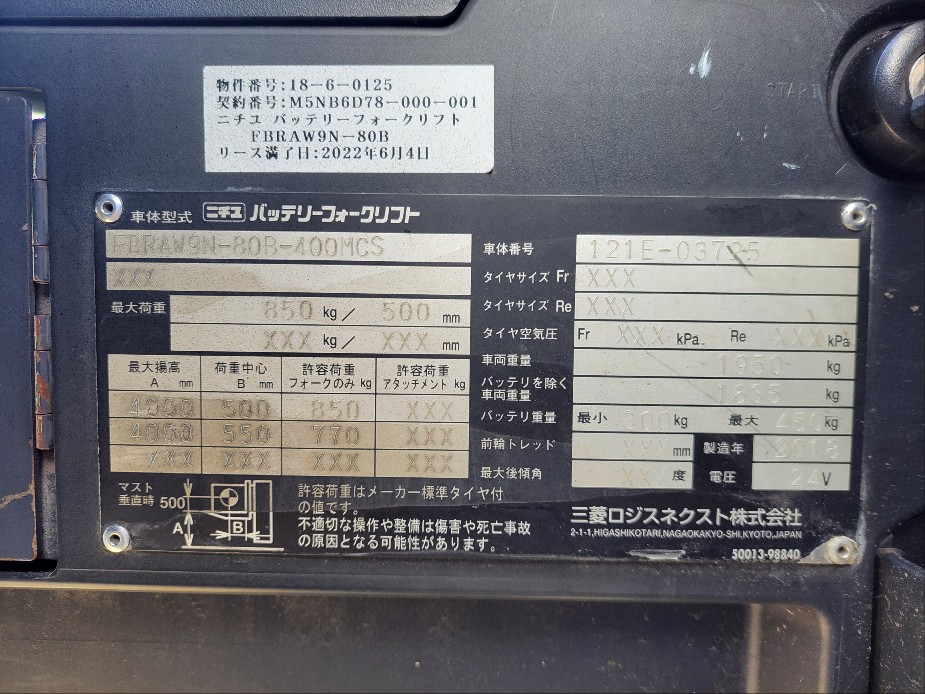 START
物件番号:18-6-0125
契約番号:M5NB6D78-000-001
ニチユ バッテリーフォークリフト
FBRAW9N-80B
リース満了日:2022年6月4日
車体型式 ニチユ バッテリーフォークリフト
FBRAW9N-80B-400MCS
XXX
最大荷重 850 kg/ 500 mm
XXX kg/ XXX mm
最大揚高 A mm 荷重中心 B mm 許容荷重 フォークのみ kg 許容荷重 アタッチメント kg
4000 500 850 XXX
4000 550 770 XXX
XXX XXX XXX XXX
マスト垂直時 500 A B
許容荷重はメーカー標準タイヤ付
の値です。
不適切な操作や整備は傷害や死亡事故
の原因となる可能性があります。
車体番号
タイヤサイズ Fr XXX
タイヤサイズ Re XXX
タイヤ空気圧 Fr XXX kPa Re XXX kPa
車両重量 1950 kg
バッテリを除く
車両重量 kg
バッテリ重量 最小 kg 最大 kg
前輪トレッド XXX mm 製造年
最大後傾角 度 電圧 24 V
三菱ロジスネクスト株式会社
2-1-1,HIGASHIKOTARI,NAGAOKAKYO-SHI,KYOTO,JAPAN
50013-98840